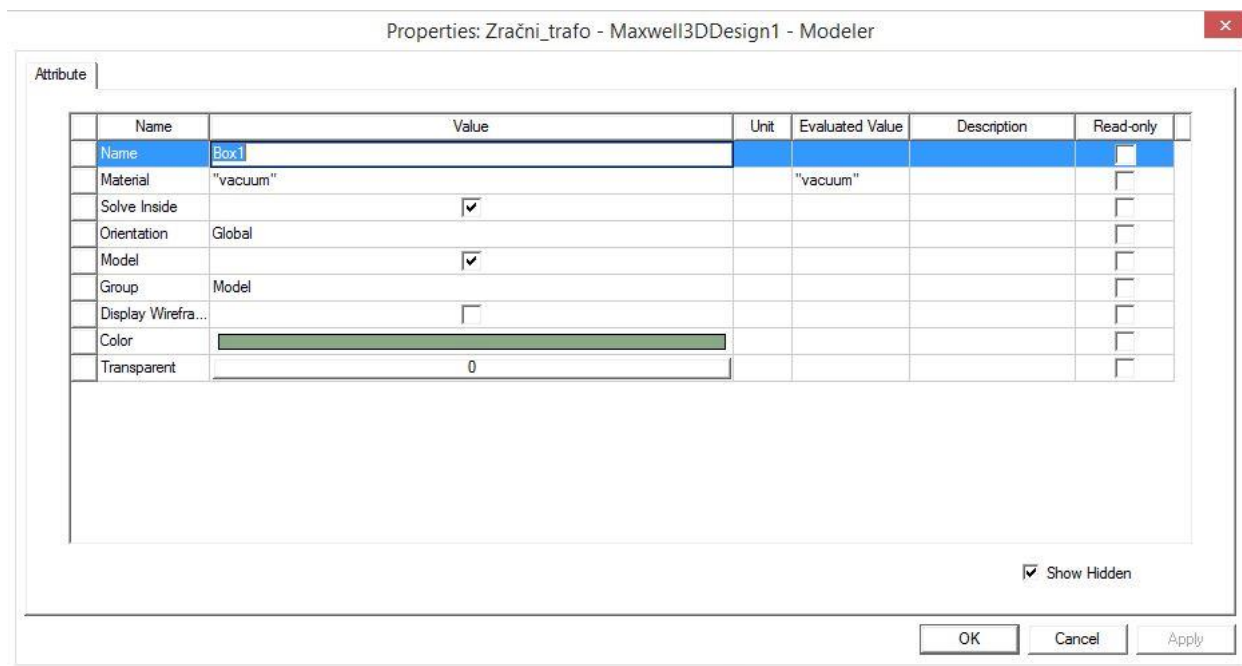 Properties: Zračni_trafo - Maxwell3DDesign1 - Modeler
Attribute
Name Value Unit Evaluated Value Description Read-only
Name Box1
Material "vacuum" "vacuum"
Solve Inside
Orientation Global
Model
Group Model
Display Wirefra...
Color
Transparent 0
Show Hidden
OK Cancel Apply